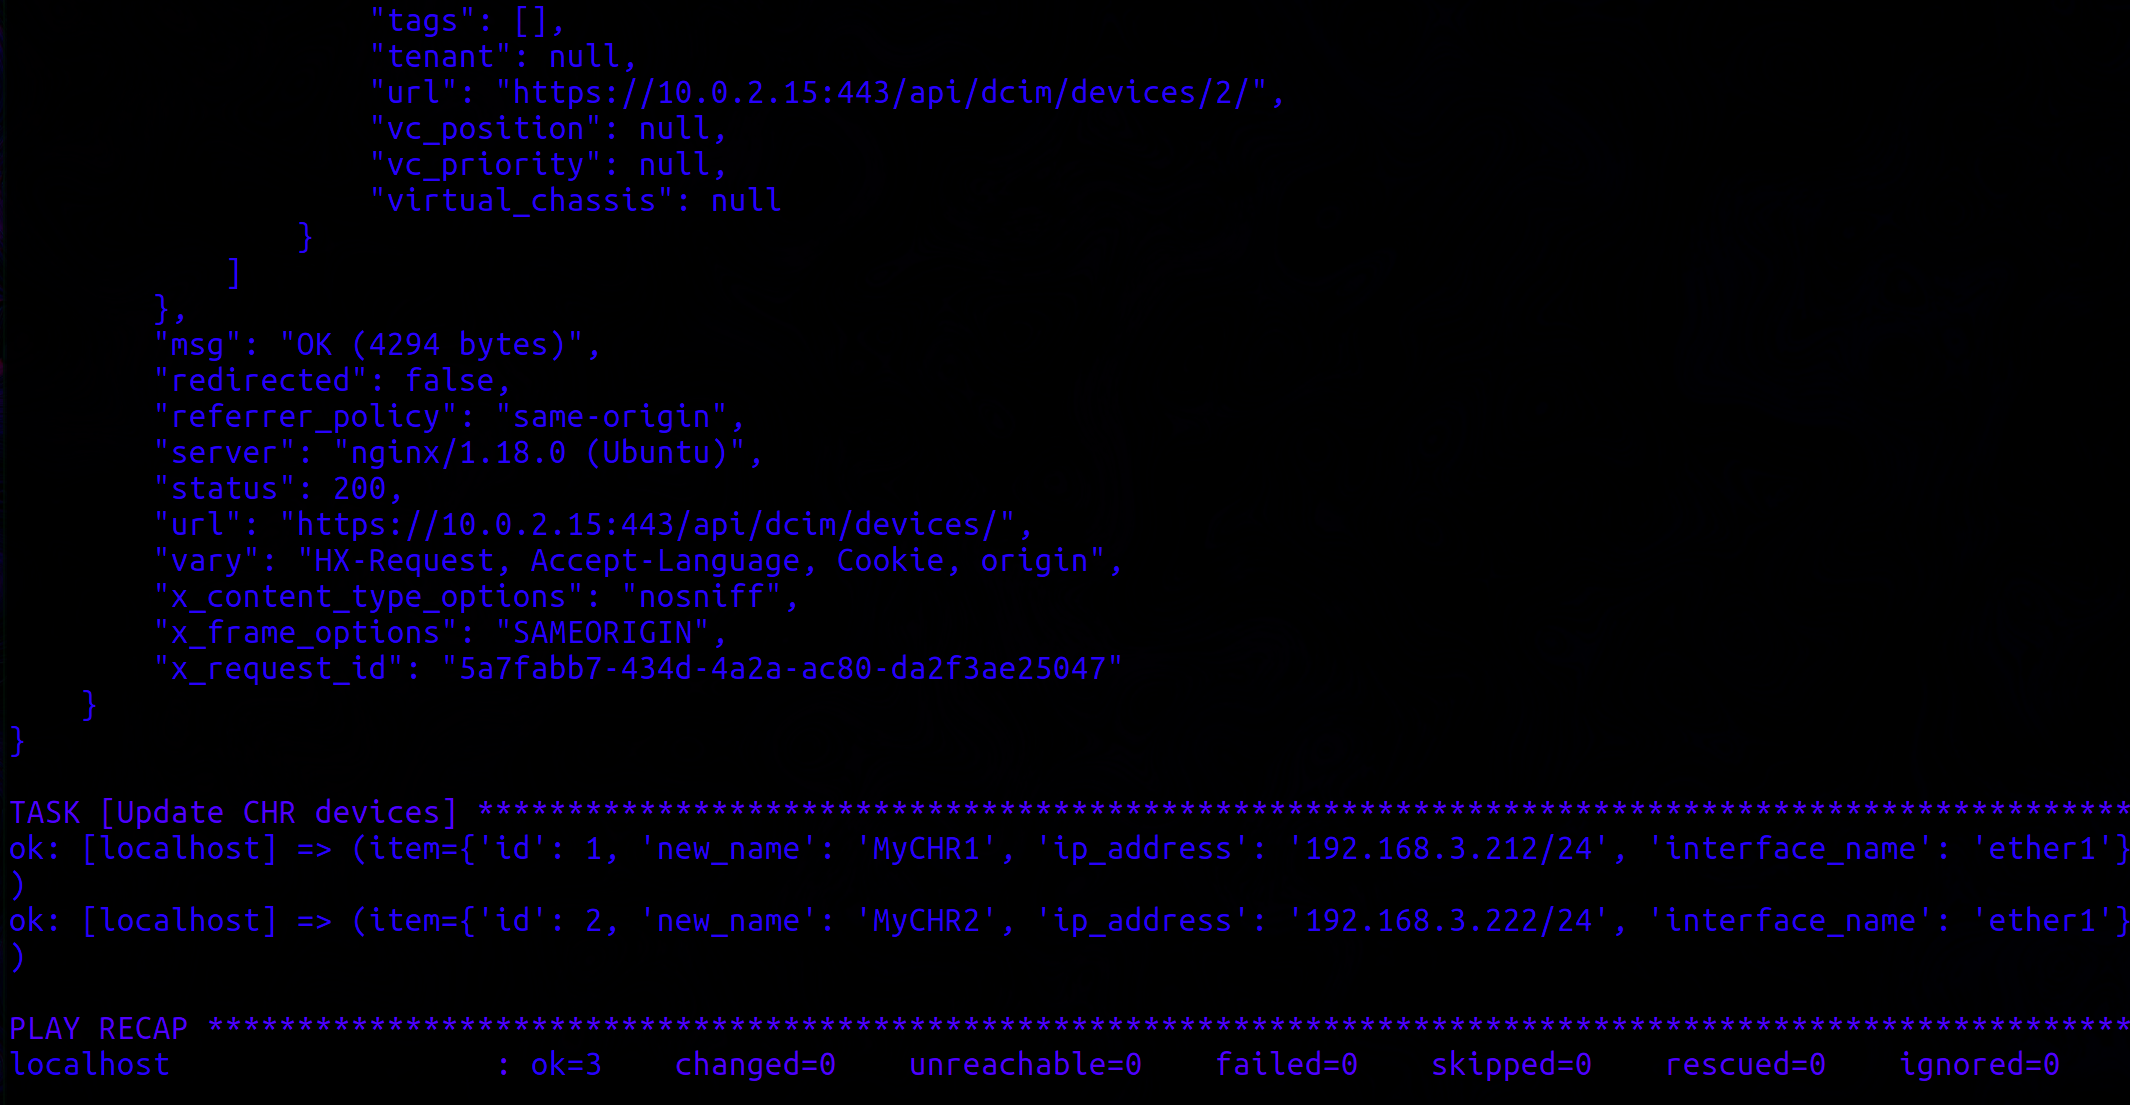 "tags": [],
"tenant": null,
"url": "https://10.0.2.15:443/api/dcim/devices/2/",
"vc_position": null,
"vc_priority": null,
"virtual_chassis": null
}
]
},
"msg": "OK (4294 bytes)",
"redirected": false,
"referrer_policy": "same-origin",
"server": "nginx/1.18.0 (Ubuntu)",
"status": 200,
"url": "https://10.0.2.15:443/api/dcim/devices/",
"vary": "HX-Request, Accept-Language, Cookie, origin",
"x_content_type_options": "nosniff",
"x_frame_options": "SAMEORIGIN",
"x_request_id": "5a7fabb7-434d-4a2a-ac80-da2f3ae25047"
}
}
TASK [Update CHR devices] ********************************************************************************************
ok: [localhost] => (item={'id': 1, 'new_name': 'MyCHR1', 'ip_address': '192.168.3.212/24', 'interface_name': 'ether1'}
)
ok: [localhost] => (item={'id': 2, 'new_name': 'MyCHR2', 'ip_address': '192.168.3.222/24', 'interface_name': 'ether1'}
)
PLAY RECAP ***********************************************************************************************************
localhost : ok=3 changed=0 unreachable=0 failed=0 skipped=0 rescued=0 ignored=0